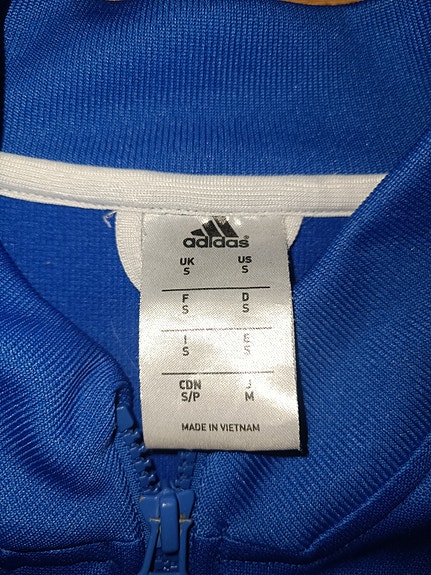 adidas
UK US
S S
F D
S S
I E
S S
CDN J
S/P M
MADE IN VIETNAM